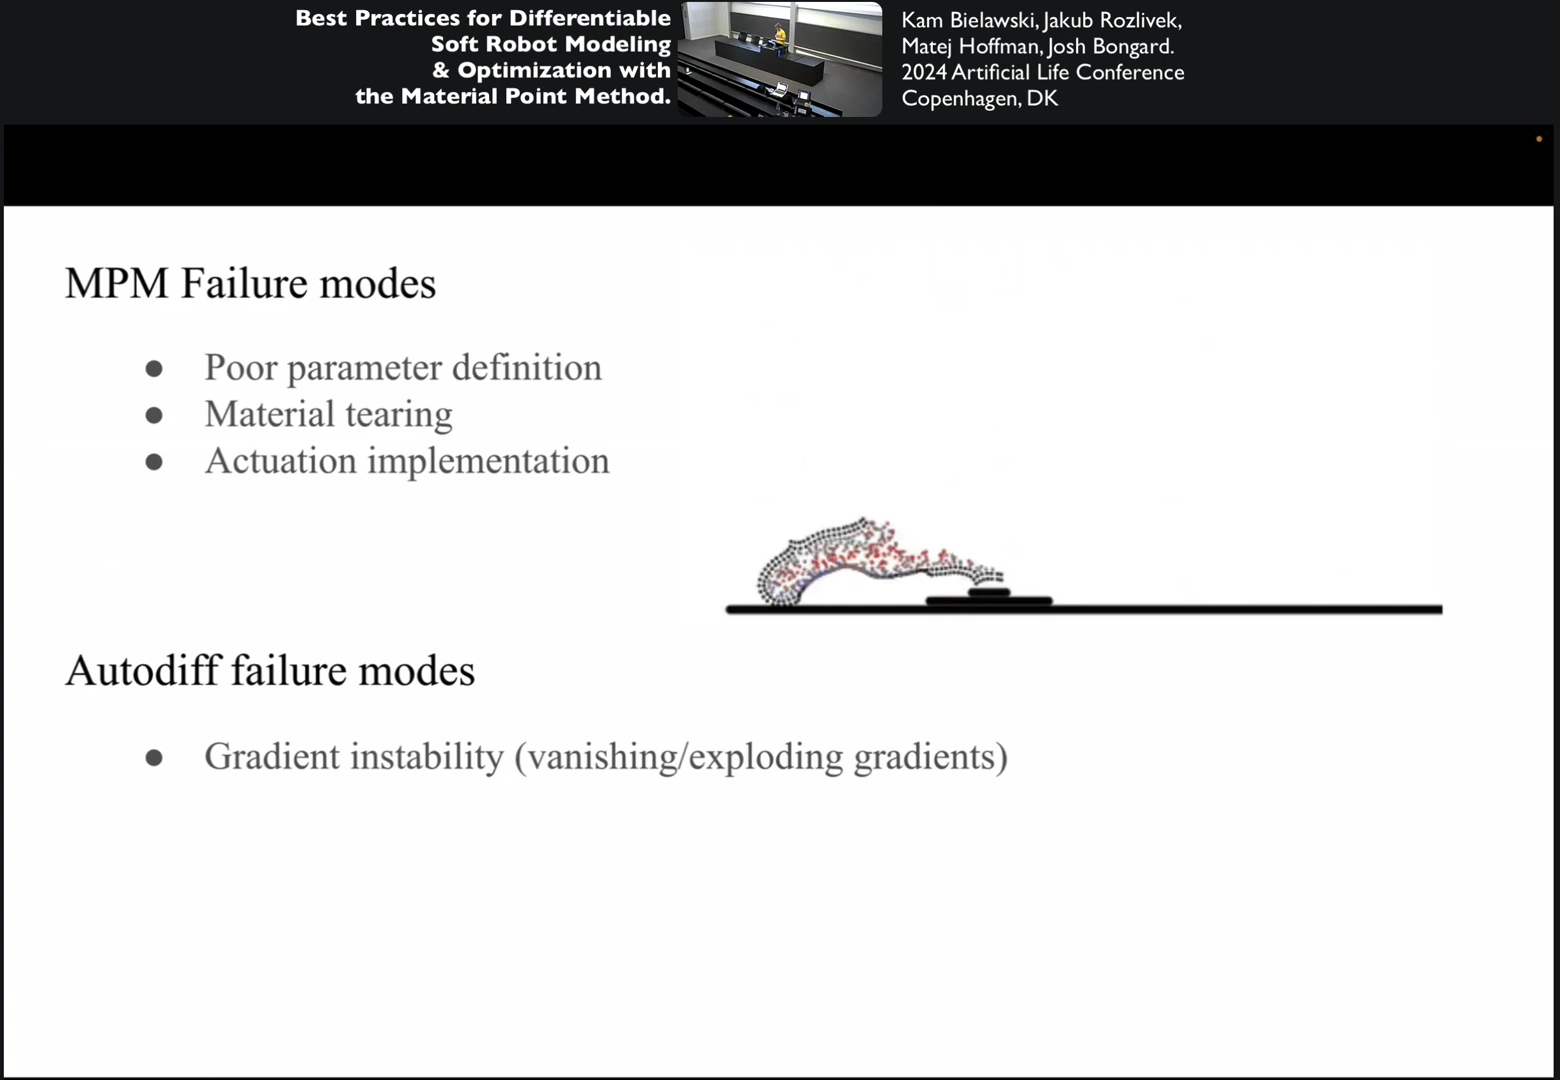 Best Practices for Differentiable
Soft Robot Modeling
& Optimization with
the Material Point Method.
Kam Bielawski, Jakub Rozlivek,
Matej Hoffman, Josh Bongard.
2024 Artificial Life Conference
Copenhagen, DK
MPM Failure modes
● Poor parameter definition
● Material tearing
● Actuation implementation
Autodiff failure modes
● Gradient instability (vanishing/exploding gradients)